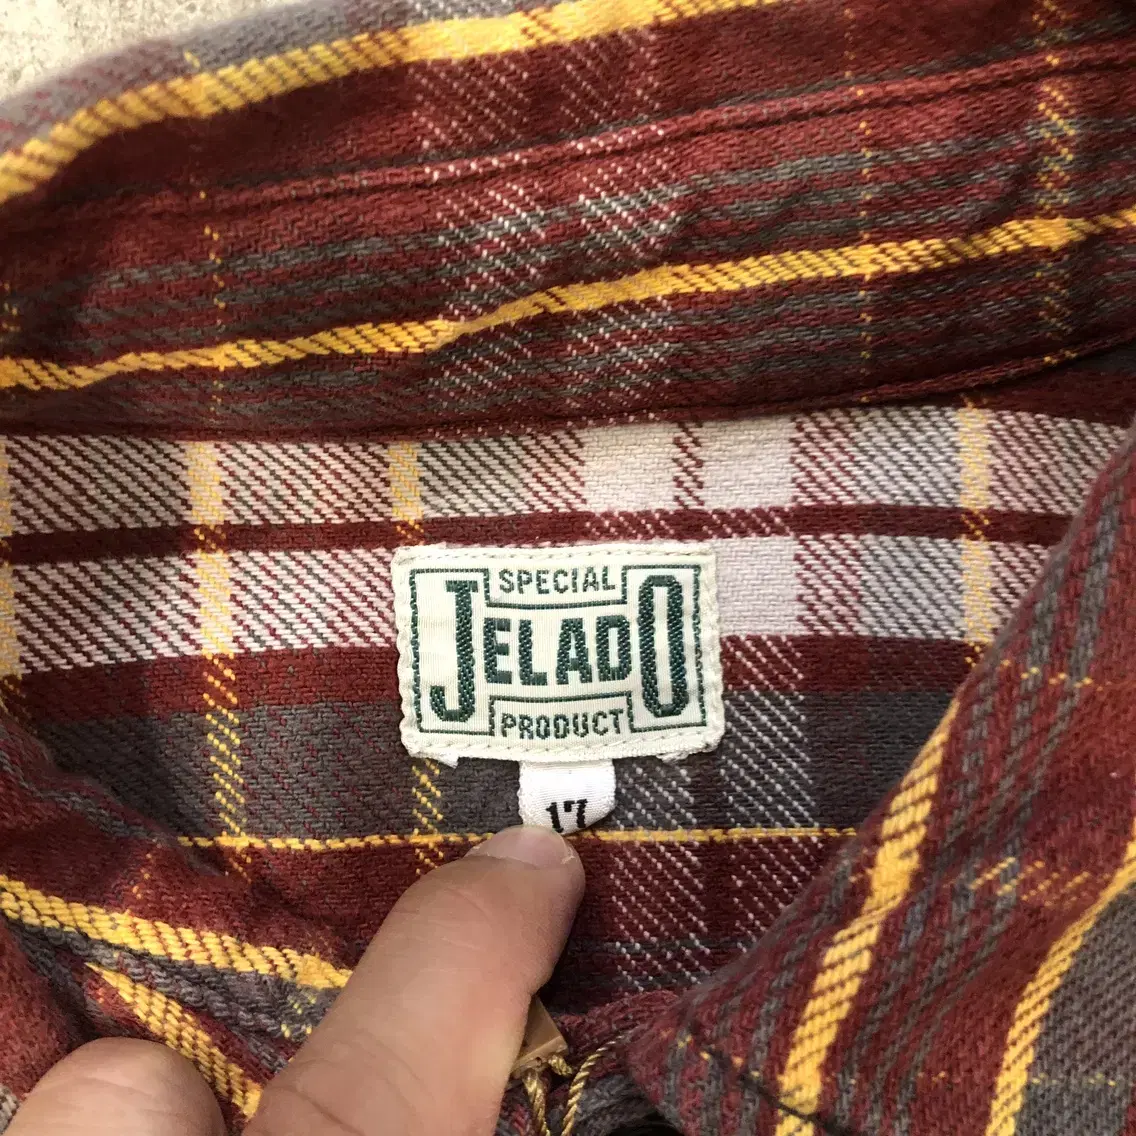 SPECIAL
JELADO
PRODUCT
17